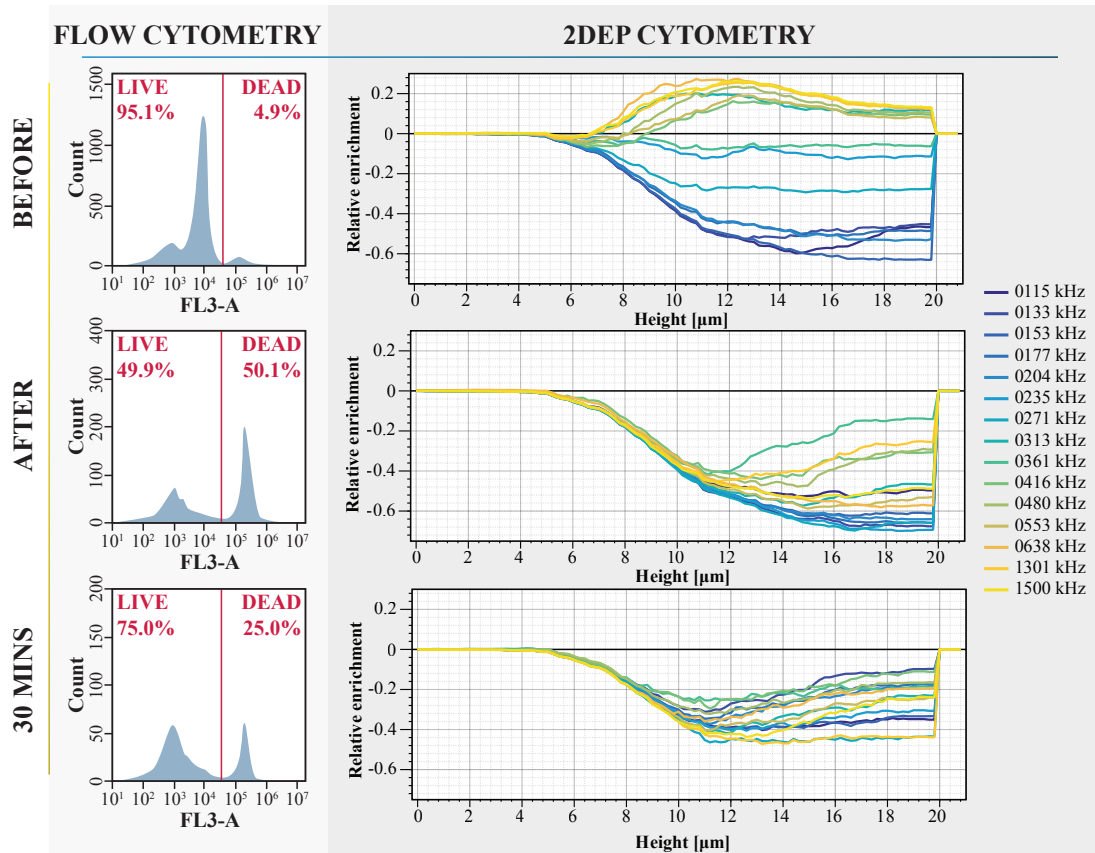 FLOW CYTOMETRY
2DEP CYTOMETRY
BEFORE
LIVE
95.1%
DEAD
4.9%
Count
1500
1000
500
0
10¹ 10² 10³ 10⁴ 10⁵ 10⁶ 10⁷
FL3-A
Relative enrichment
0.2
0
-0.2
-0.4
-0.6
0 2 4 6 8 10 12 14 16 18 20
Height [µm]
AFTER
LIVE
49.9%
DEAD
50.1%
Count
400
300
200
100
0
10¹ 10² 10³ 10⁴ 10⁵ 10⁶ 10⁷
FL3-A
Relative enrichment
0.2
0
-0.2
-0.4
-0.6
0 2 4 6 8 10 12 14 16 18 20
Height [µm]
30 MINS
LIVE
75.0%
DEAD
25.0%
Count
200
150
100
50
0
10¹ 10² 10³ 10⁴ 10⁵ 10⁶ 10⁷
FL3-A
Relative enrichment
0.2
0
-0.2
-0.4
-0.6
0 2 4 6 8 10 12 14 16 18 20
Height [µm]
0115 kHz
0133 kHz
0153 kHz
0177 kHz
0204 kHz
0235 kHz
0271 kHz
0313 kHz
0361 kHz
0416 kHz
0480 kHz
0553 kHz
0638 kHz
1301 kHz
1500 kHz